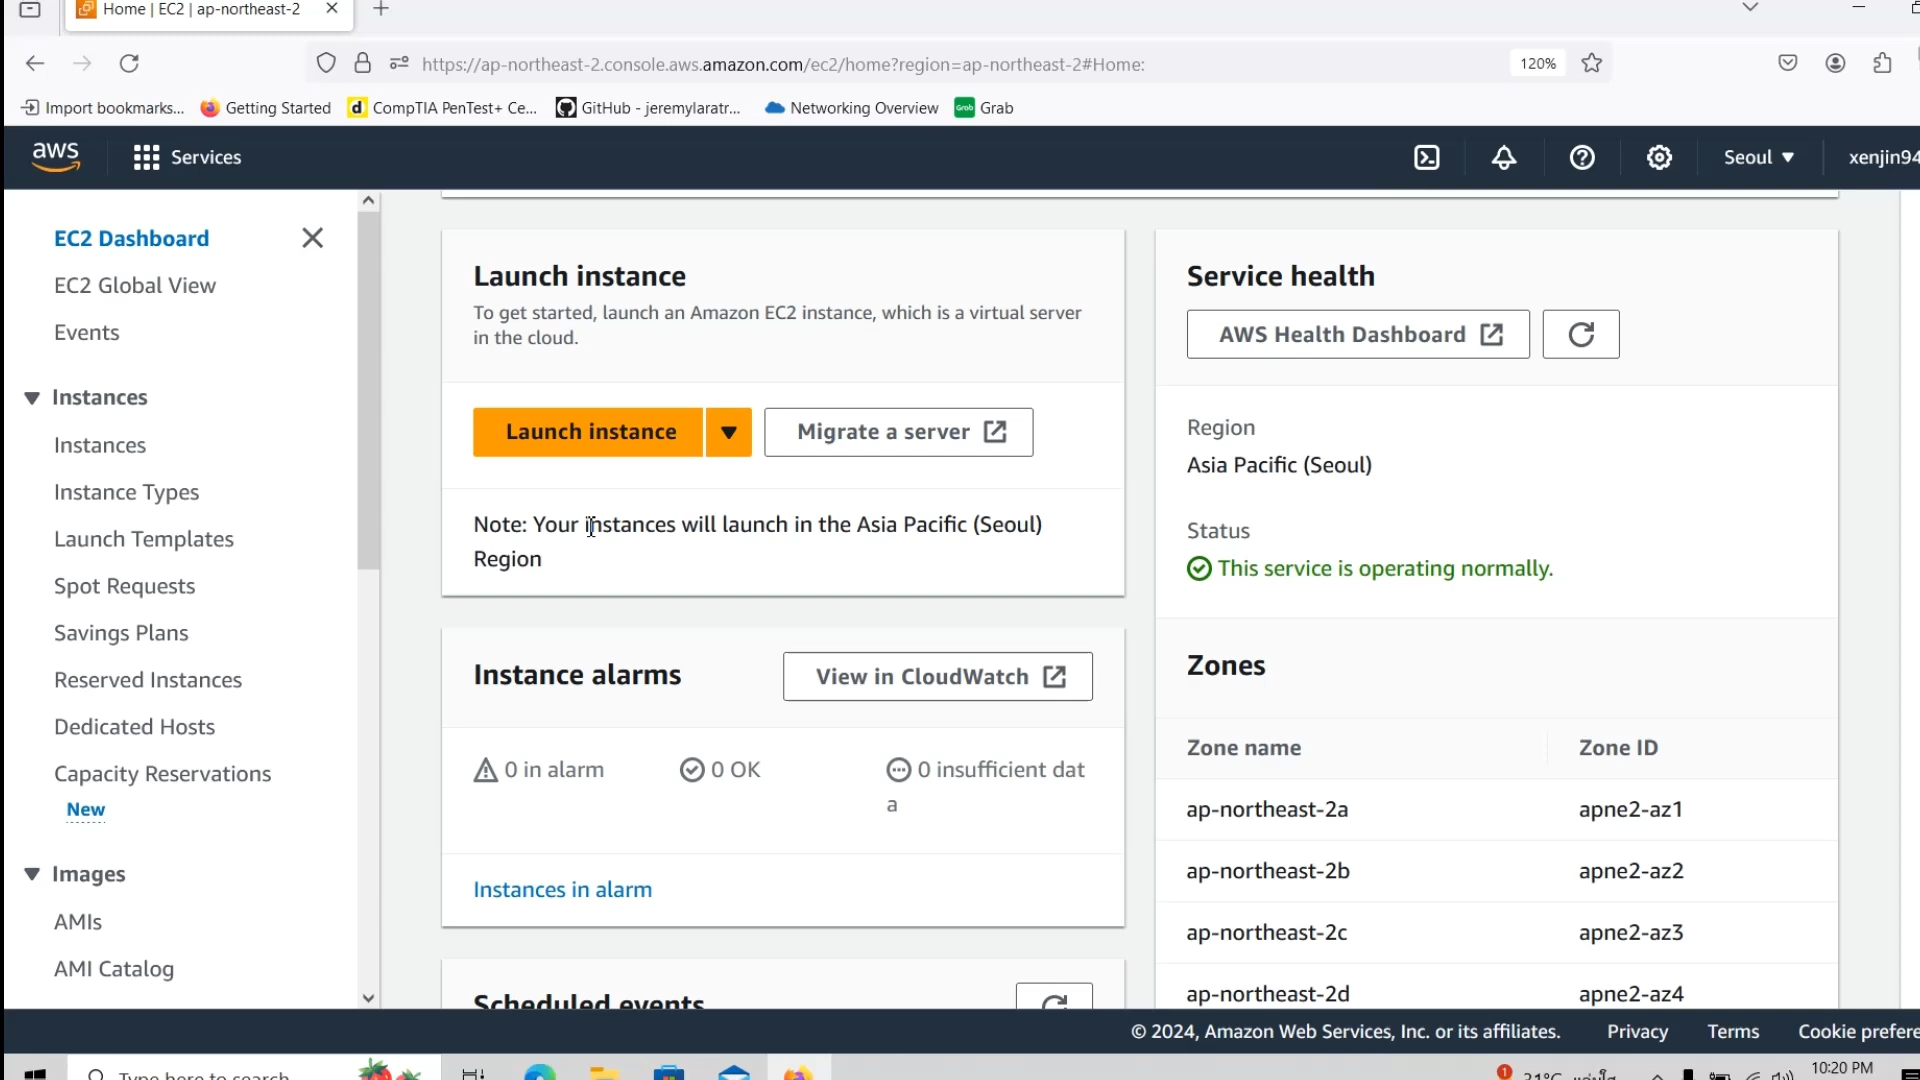 Home | EC2 | ap-northeast-2
https://ap-northeast-2.console.aws.amazon.com/ec2/home?region=ap-northeast-2#Home:
120%
Import bookmarks...
Getting Started
CompTIA PenTest+ Ce...
GitHub - jeremylaratr...
Networking Overview
Grab
Grab
aws
Services
Seoul
xenjin94
EC2 Dashboard
EC2 Global View
Events
Instances
Instances
Instance Types
Launch Templates
Spot Requests
Savings Plans
Reserved Instances
Dedicated Hosts
Capacity Reservations
New
Images
AMIs
AMI Catalog
Launch instance
To get started, launch an Amazon EC2 instance, which is a virtual server
in the cloud.
Launch instance
Migrate a server
Note: Your instances will launch in the Asia Pacific (Seoul)
Region
Instance alarms
View in CloudWatch
0 in alarm
0 OK
0 insufficient dat
a
Instances in alarm
Scheduled events
Service health
AWS Health Dashboard
Region
Asia Pacific (Seoul)
Status
This service is operating normally.
Zones
Zone name
Zone ID
ap-northeast-2a
apne2-az1
ap-northeast-2b
apne2-az2
ap-northeast-2c
apne2-az3
ap-northeast-2d
apne2-az4
© 2024, Amazon Web Services, Inc. or its affiliates.
Privacy
Terms
Cookie prefere
Type here to search
1
31°C
10:20 PM